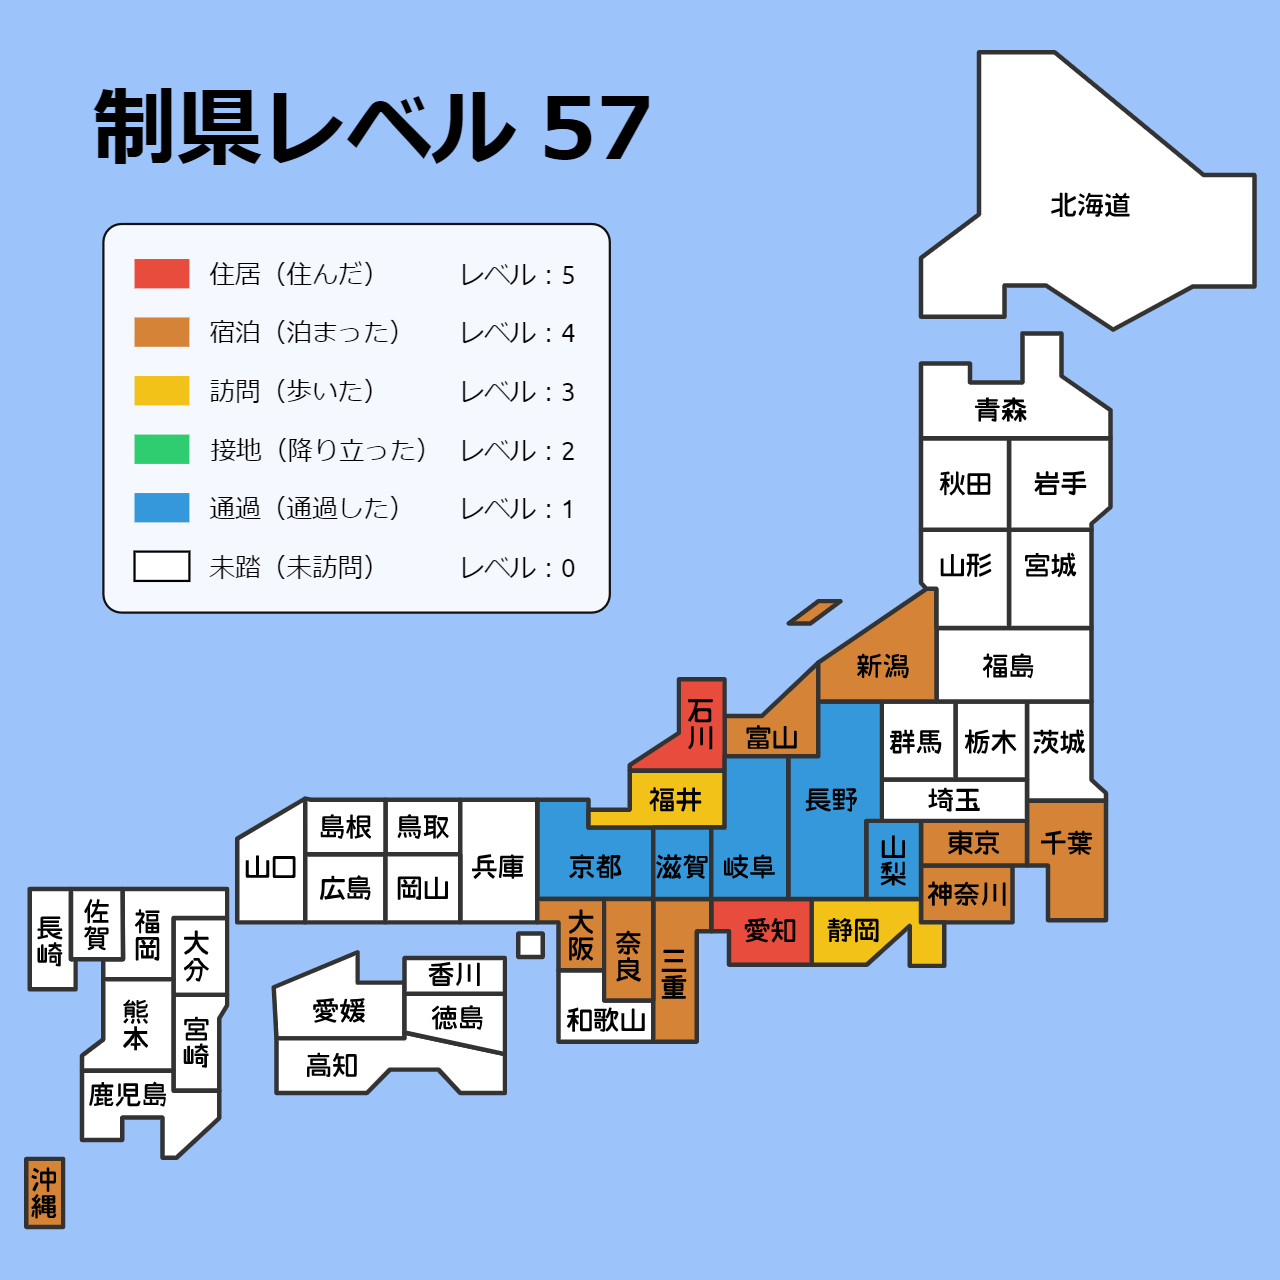 制県レベル 57
住居（住んだ） レベル：5
宿泊（泊まった） レベル：4
訪問（歩いた） レベル：3
接地（降り立った） レベル：2
通過（通過した） レベル：1
未踏（未訪問） レベル：0
北海道
青森
秋田
岩手
山形
宮城
新潟
福島
石川
富山
群馬
栃木
茨城
福井
長野
埼玉
島根
鳥取
山梨
東京
千葉
山口
広島
岡山
兵庫
京都
滋賀
岐阜
神奈川
長崎
佐賀
福岡
大分
大阪
奈良
三重
愛知
静岡
和歌山
香川
愛媛
徳島
高知
熊本
宮崎
鹿児島
沖縄